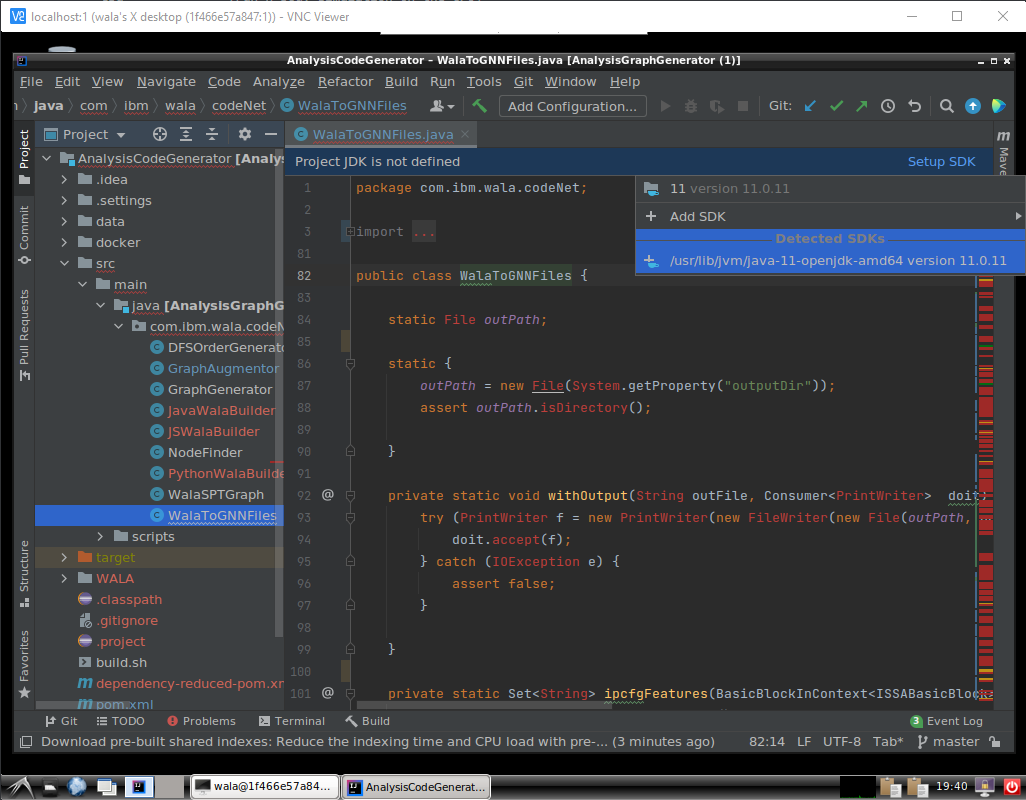 localhost:1 (wala's X desktop (1f466e57a847:1)) - VNC Viewer
AnalysisCodeGenerator - WalaToGNNFiles.java [AnalysisGraphGenerator (1)]
File Edit View Navigate Code Analyze Refactor Build Run Tools Git Window Help
java com ibm wala codeNet WalaToGNNFiles Add Configuration... Git:
Project WalaToGNNFiles.java
Project JDK is not defined Setup SDK
11 version 11.0.11
Add SDK
Detected SDKs
/usr/lib/jvm/java-11-openjdk-amd64 version 11.0.11
Project
Commit
Pull Requests
Structure
Favorites
Maven
AnalysisCodeGenerator [Analys
.idea
.settings
data
docker
src
main
java [AnalysisGraphG
com.ibm.wala.codeN
DFSOrderGenerato
GraphAugmentor
GraphGenerator
JavaWalaBuilder
JSWalaBuilder
NodeFinder
PythonWalaBuilde
WalaSPTGraph
WalaToGNNFiles
scripts
target
WALA
.classpath
.gitignore
.project
build.sh
dependency-reduced-pom.xm
pom.xml
1 package com.ibm.wala.codeNet;
2
3 import ...
81
82 public class WalaToGNNFiles {
83
84 static File outPath;
85
86 static {
87 outPath = new File(System.getProperty("outputDir"));
88 assert outPath.isDirectory();
89
90 }
91
92 @ private static void withOutput(String outFile, Consumer<PrintWriter> doit)
93 try (PrintWriter f = new PrintWriter(new FileWriter(new File(outPath, ...
94 doit.accept(f);
95 } catch (IOException e) {
96 assert false;
97 }
98
99 }
100
101 @ private static Set<String> ipcfgFeatures(BasicBlockInContext<ISSABasicBlock
Git TODO Problems Terminal Build 3 Event Log
Download pre-built shared indexes: Reduce the indexing time and CPU load with pre-... (3 minutes ago) 82:14 LF UTF-8 Tab* master
wala@1f466e57a84... AnalysisCodeGenerat... 19:40